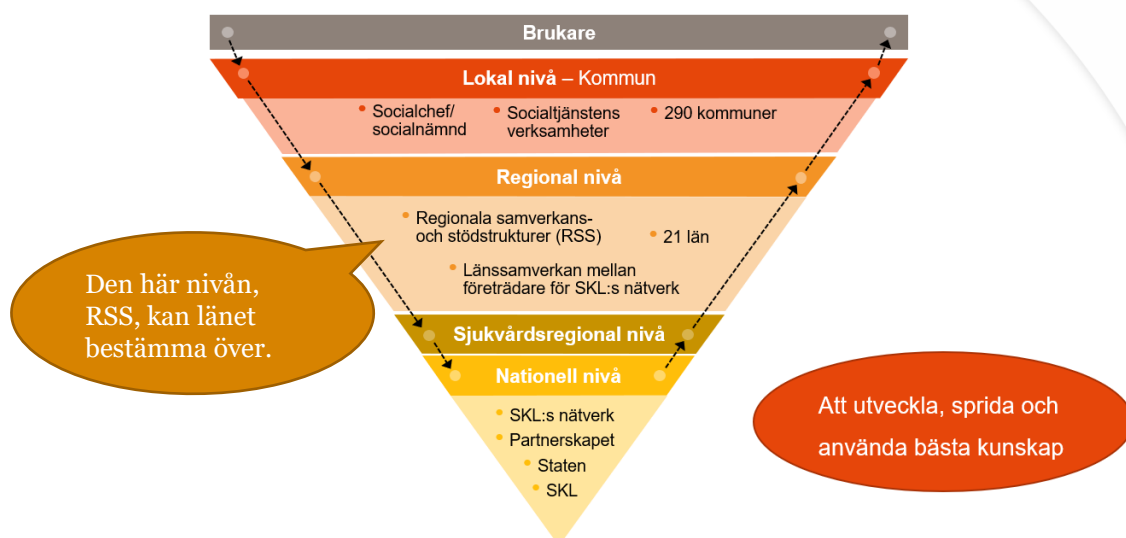 Brukare
Lokal nivå – Kommun
• Socialchef/
socialnämnd
• Socialtjänstens
verksamheter
• 290 kommuner
Regional nivå
• Regionala samverkans-
och stödstrukturer (RSS)
• 21 län
• Länssamverkan mellan
företrädare för SKL:s nätverk
Den här nivån,
RSS, kan länet
bestämma över.
Sjukvårdsregional nivå
Nationell nivå
• SKL:s nätverk
• Partnerskapet
• Staten
• SKL
Att utveckla, sprida och
använda bästa kunskap